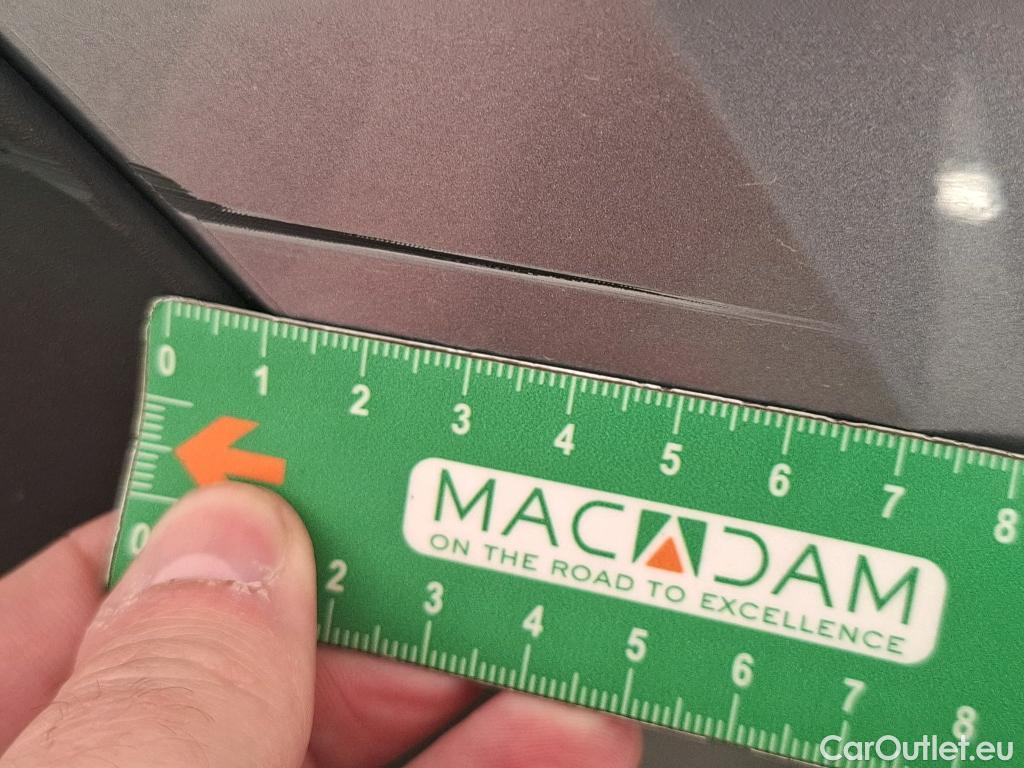 0 1 2 3 4 5 6 7 8
MACADAM
ON THE ROAD TO EXCELLENCE
0 2 3 4 5 6 7 8
CarOutlet.eu